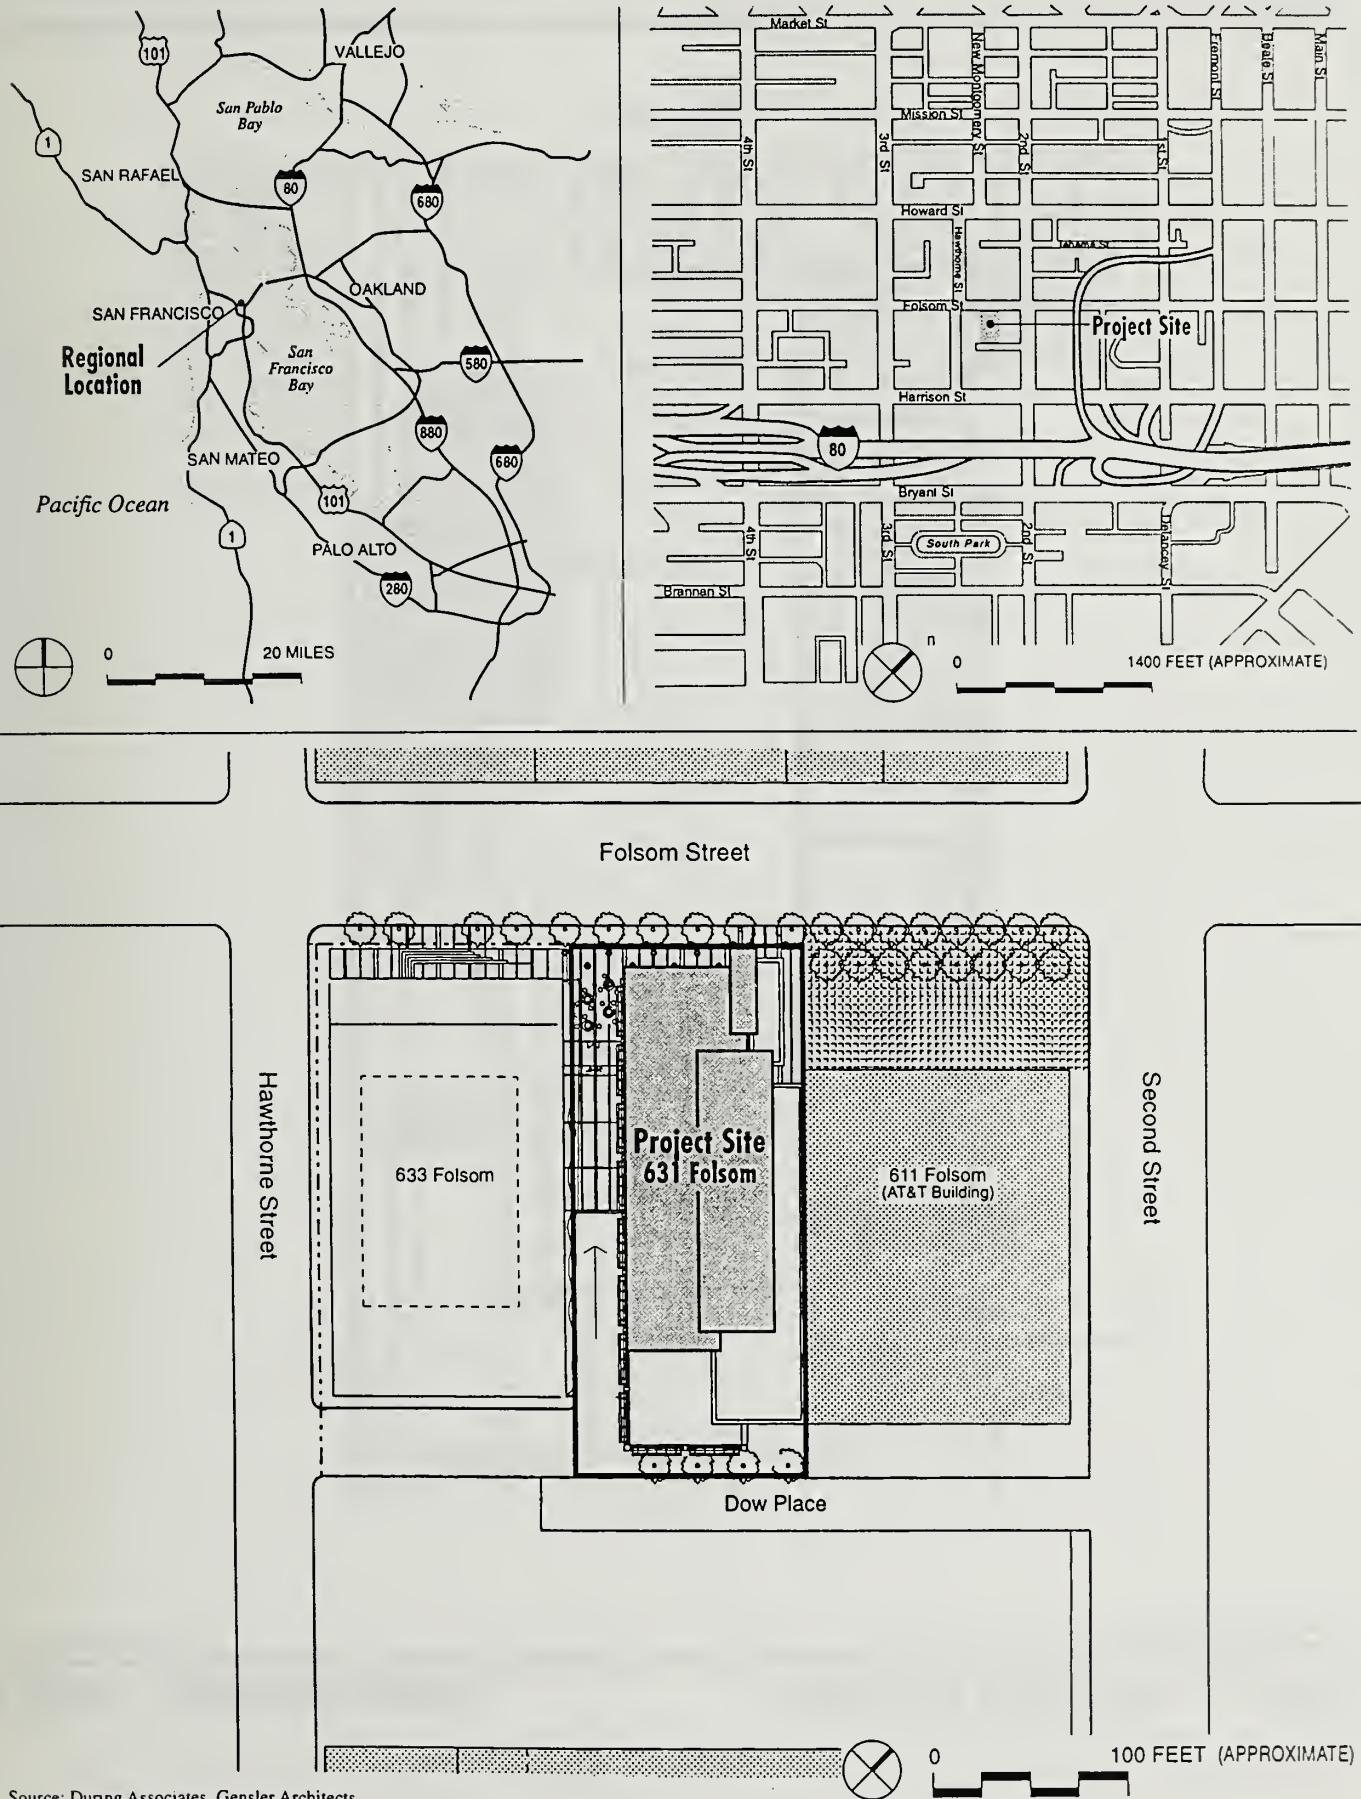 101
VALLEJO
San Pablo
Bay
1
SAN RAFAEL
80
680
OAKLAND
SAN FRANCISCO
Regional
Location
San
Francisco
Bay
580
880
SAN MATEO
680
101
Pacific Ocean
1
PALO ALTO
280
0
20 MILES
Market St
New Montgomery St
Fremont St
Beale St
Main St
Mission St
4th St
3rd St
2nd St
1st St
Howard St
Hawthorne St
Tehama St
Folsom St
Project Site
Harrison St
80
Bryant St
4th St
3rd St
South Park
2nd St
Delancey St
Brannan St
n
0
1400 FEET (APPROXIMATE)
Folsom Street
Hawthorne Street
633 Folsom
Project Site
631 Folsom
611 Folsom
(AT&T Building)
Second Street
Dow Place
0
100 FEET (APPROXIMATE)
Source: During Associates, Gensler Architects